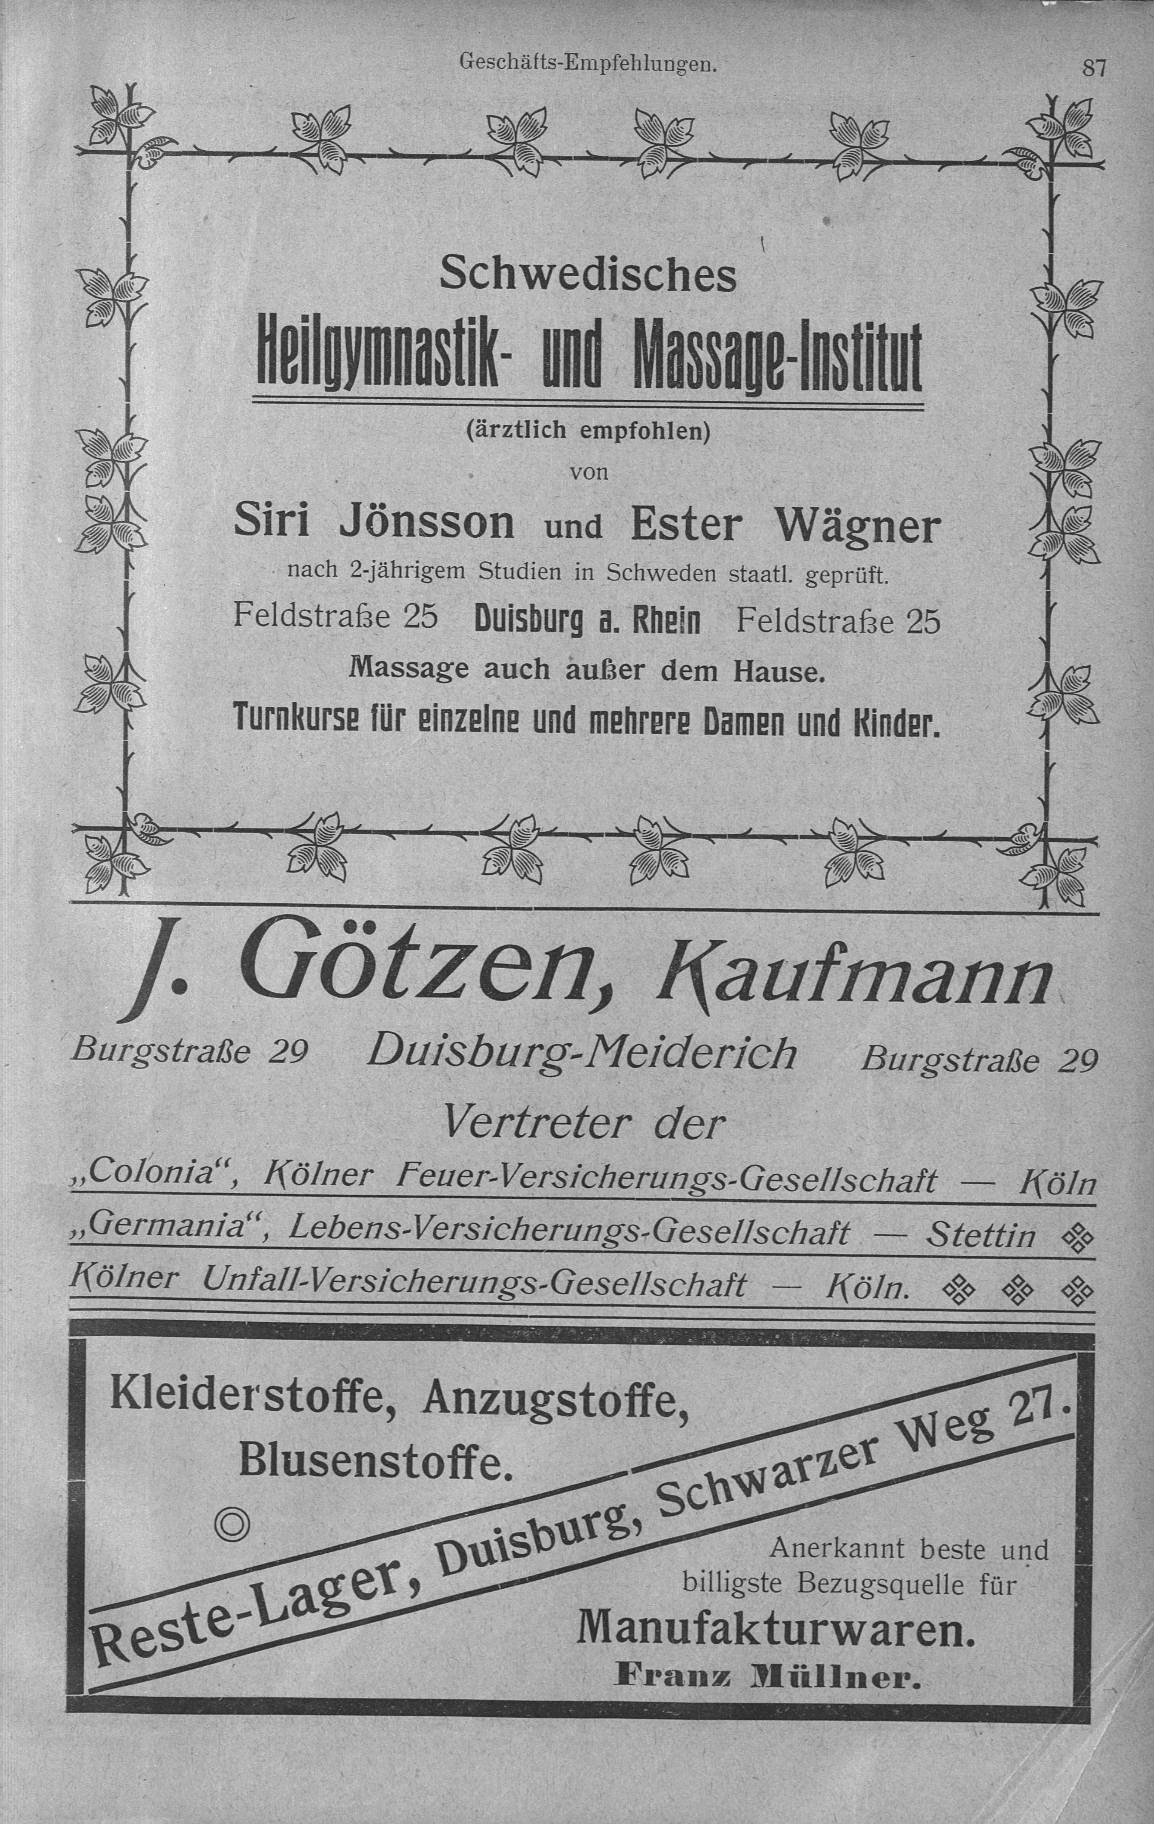 Geschäfts-Empfehlungen. 87
Schwedisches
Heilgymnastik- und Massage-Institut
(ärztlich empfohlen)
von
Siri Jönsson und Ester Wägner
nach 2-jährigem Studien in Schweden staatl. geprüft.
Feldstraße 25 Duisburg a. Rhein Feldstraße 25
Massage auch außer dem Hause.
Turnkurse für einzelne und mehrere Damen und Kinder.
J. Götzen, Kaufmann
Burgstraße 29 Duisburg-Meiderich Burgstraße 29
Vertreter der
„Colonia“, Kölner Feuer-Versicherungs-Gesellschaft — Köln
„Germania“, Lebens-Versicherungs-Gesellschaft — Stettin
Kölner Unfall-Versicherungs-Gesellschaft — Köln.
Kleiderstoffe, Anzugstoffe,
Blusenstoffe.
Reste-Lager, Duisburg, Schwarzer Weg 27.
Anerkannt beste und
billigste Bezugsquelle für
Manufakturwaren.
Franz Müllner.